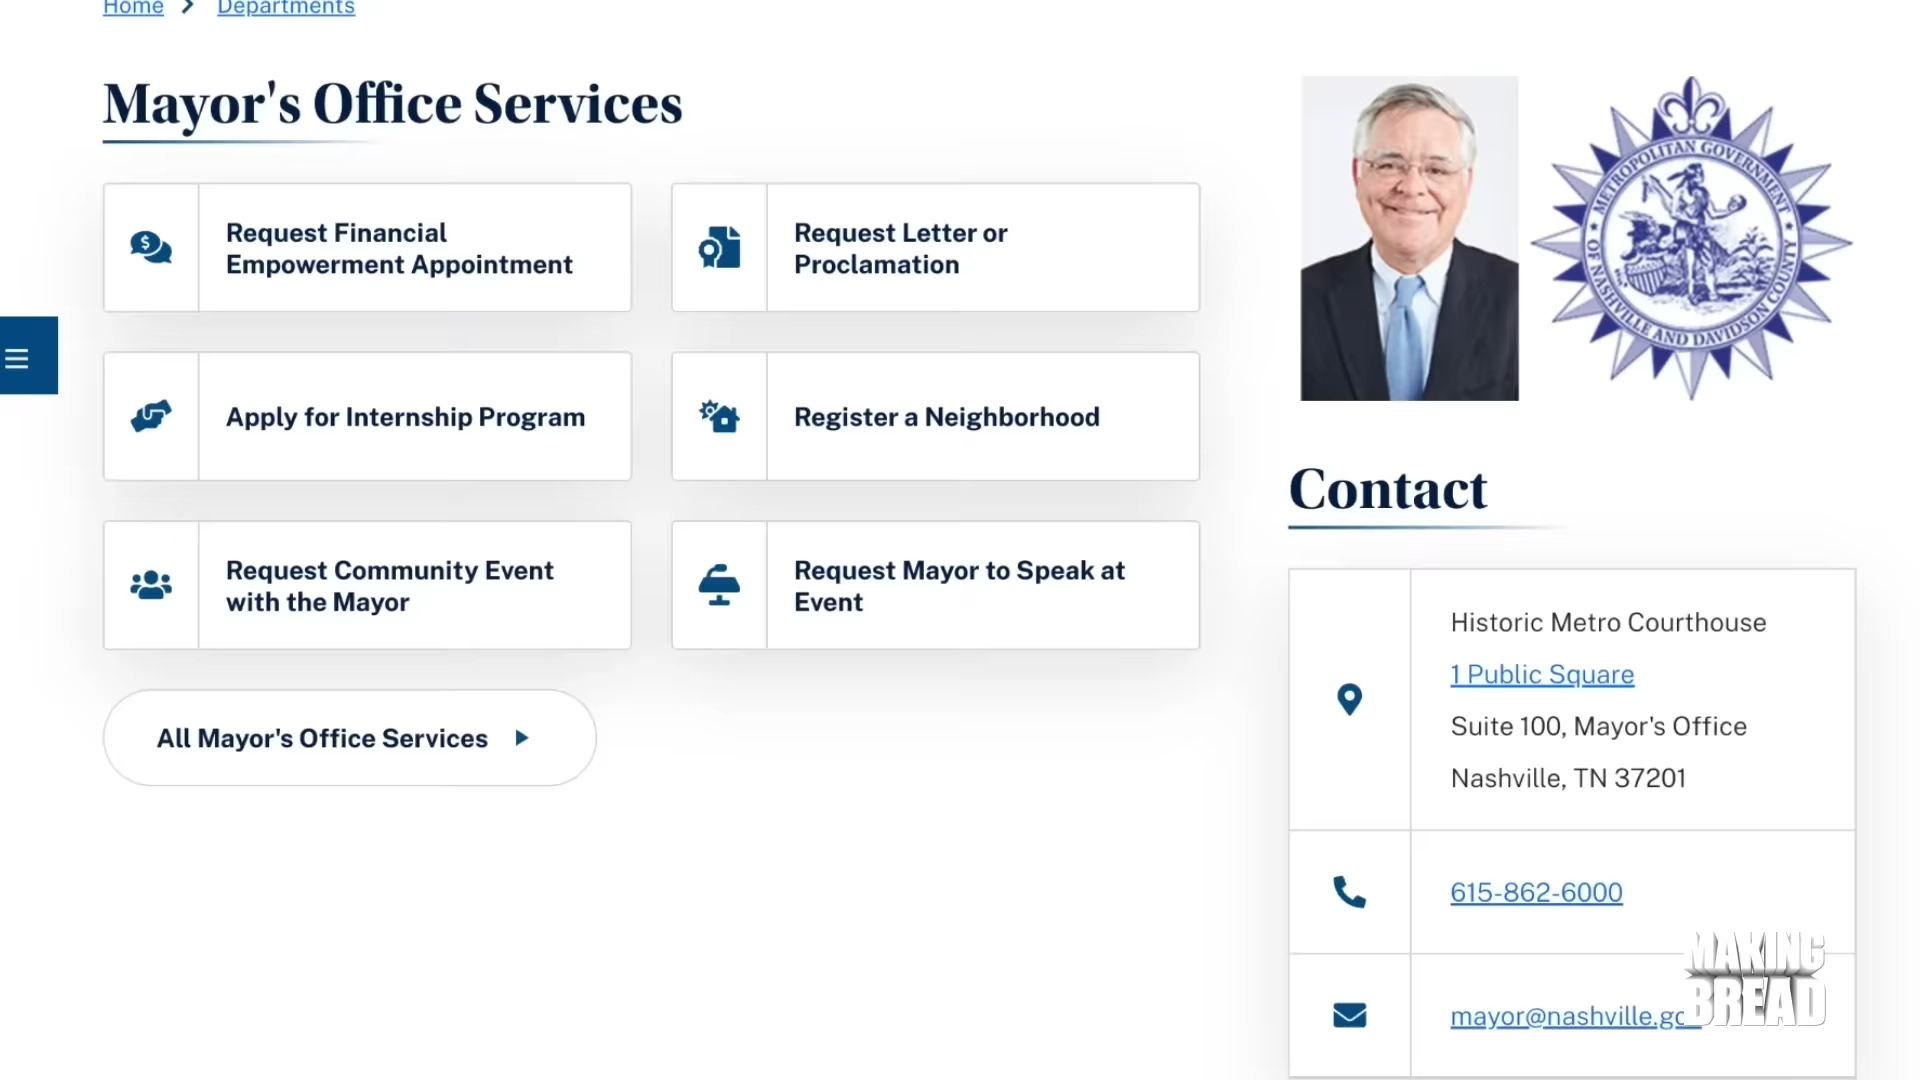 Home
Departments
Mayor's Office Services
Request Financial
Empowerment Appointment
Request Letter or
Proclamation
Apply for Internship Program
Register a Neighborhood
Request Community Event
with the Mayor
Request Mayor to Speak at
Event
All Mayor's Office Services
METROPOLITAN GOVERNMENT
OF NASHVILLE AND DAVIDSON COUNTY
Contact
Historic Metro Courthouse
1 Public Square
Suite 100, Mayor's Office
Nashville, TN 37201
615-862-6000
mayor@nashville.go
MAKING
BREAD